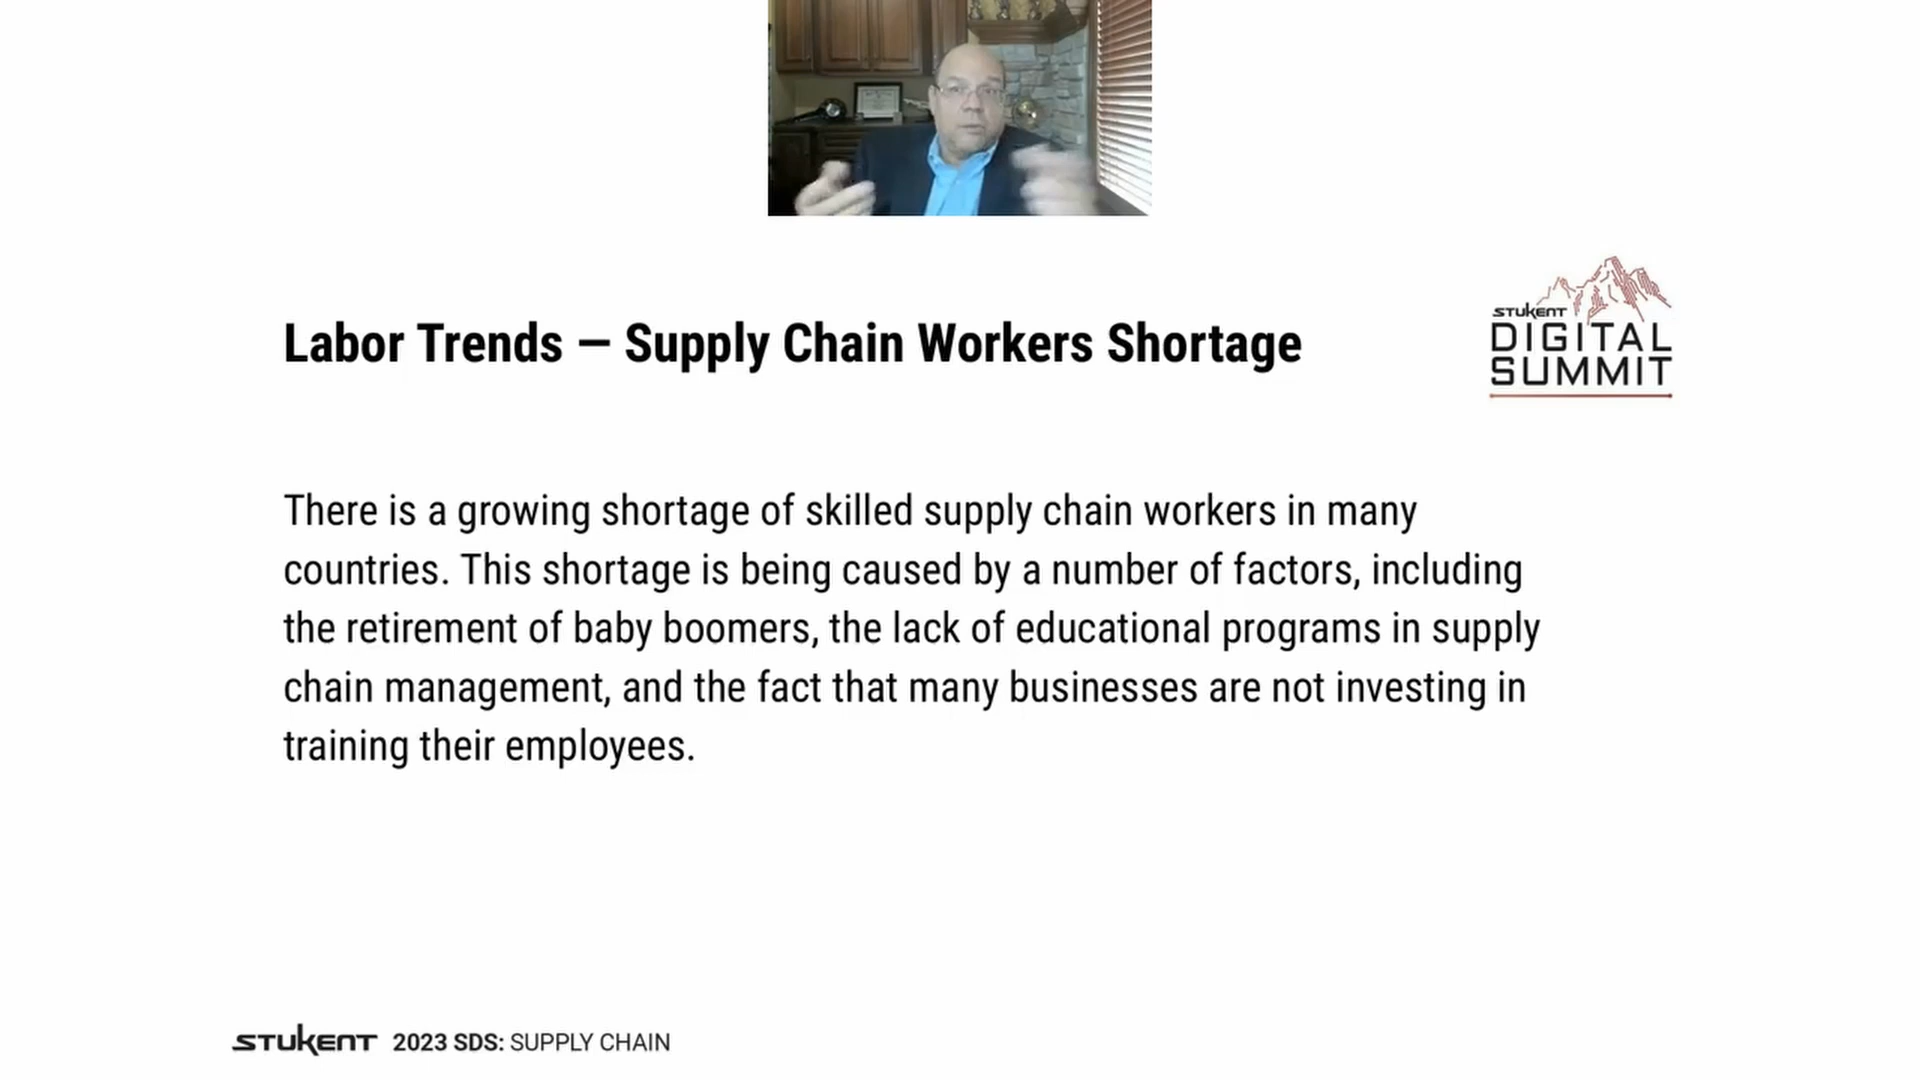 Labor Trends — Supply Chain Workers Shortage
STUKENT
DIGITAL
SUMMIT
There is a growing shortage of skilled supply chain workers in many
countries. This shortage is being caused by a number of factors, including
the retirement of baby boomers, the lack of educational programs in supply
chain management, and the fact that many businesses are not investing in
training their employees.
STUKENT 2023 SDS: SUPPLY CHAIN